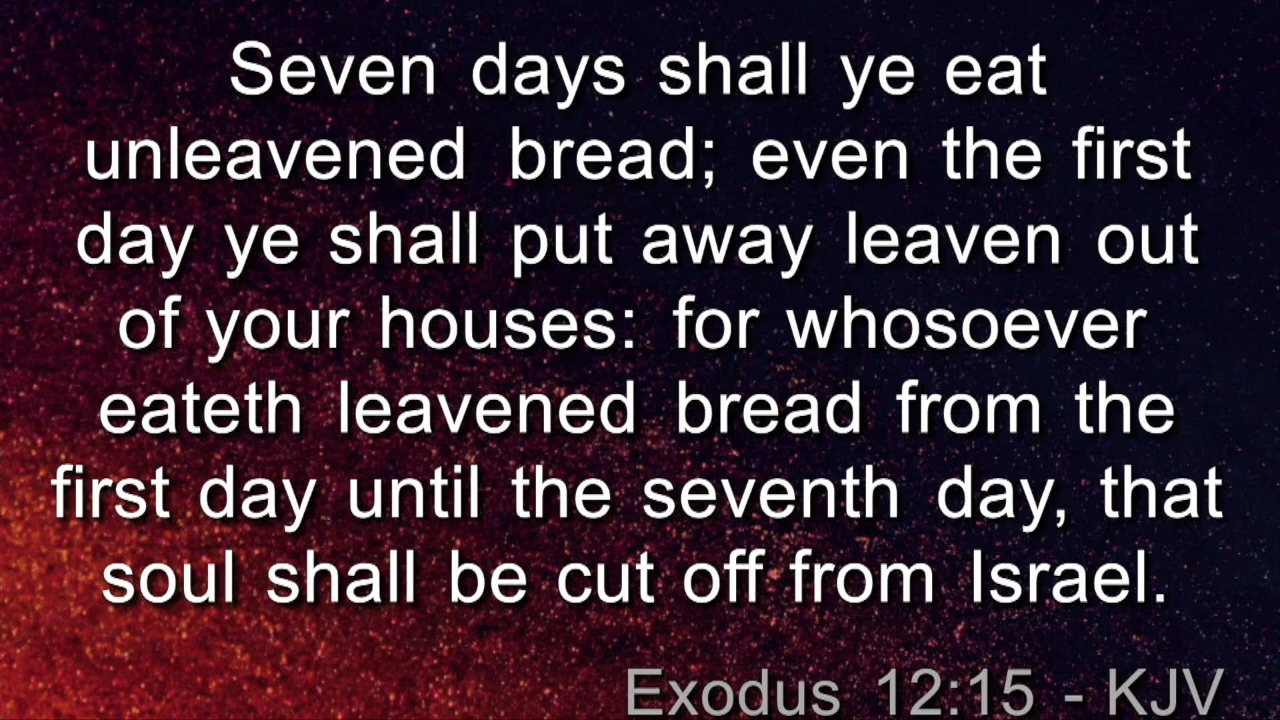 Seven days shall ye eat
unleavened bread; even the first
day ye shall put away leaven out
of your houses: for whosoever
eateth leavened bread from the
first day until the seventh day, that
soul shall be cut off from Israel.
Exodus 12:15 - KJV